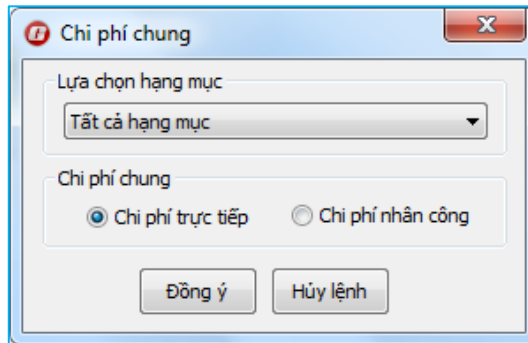 Chi phí chung
Lựa chọn hạng mục
Tất cả hạng mục
Chi phí chung
Chi phí trực tiếp Chi phí nhân công
Đồng ý Hủy lệnh